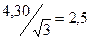 4,30/√3 = 2,5